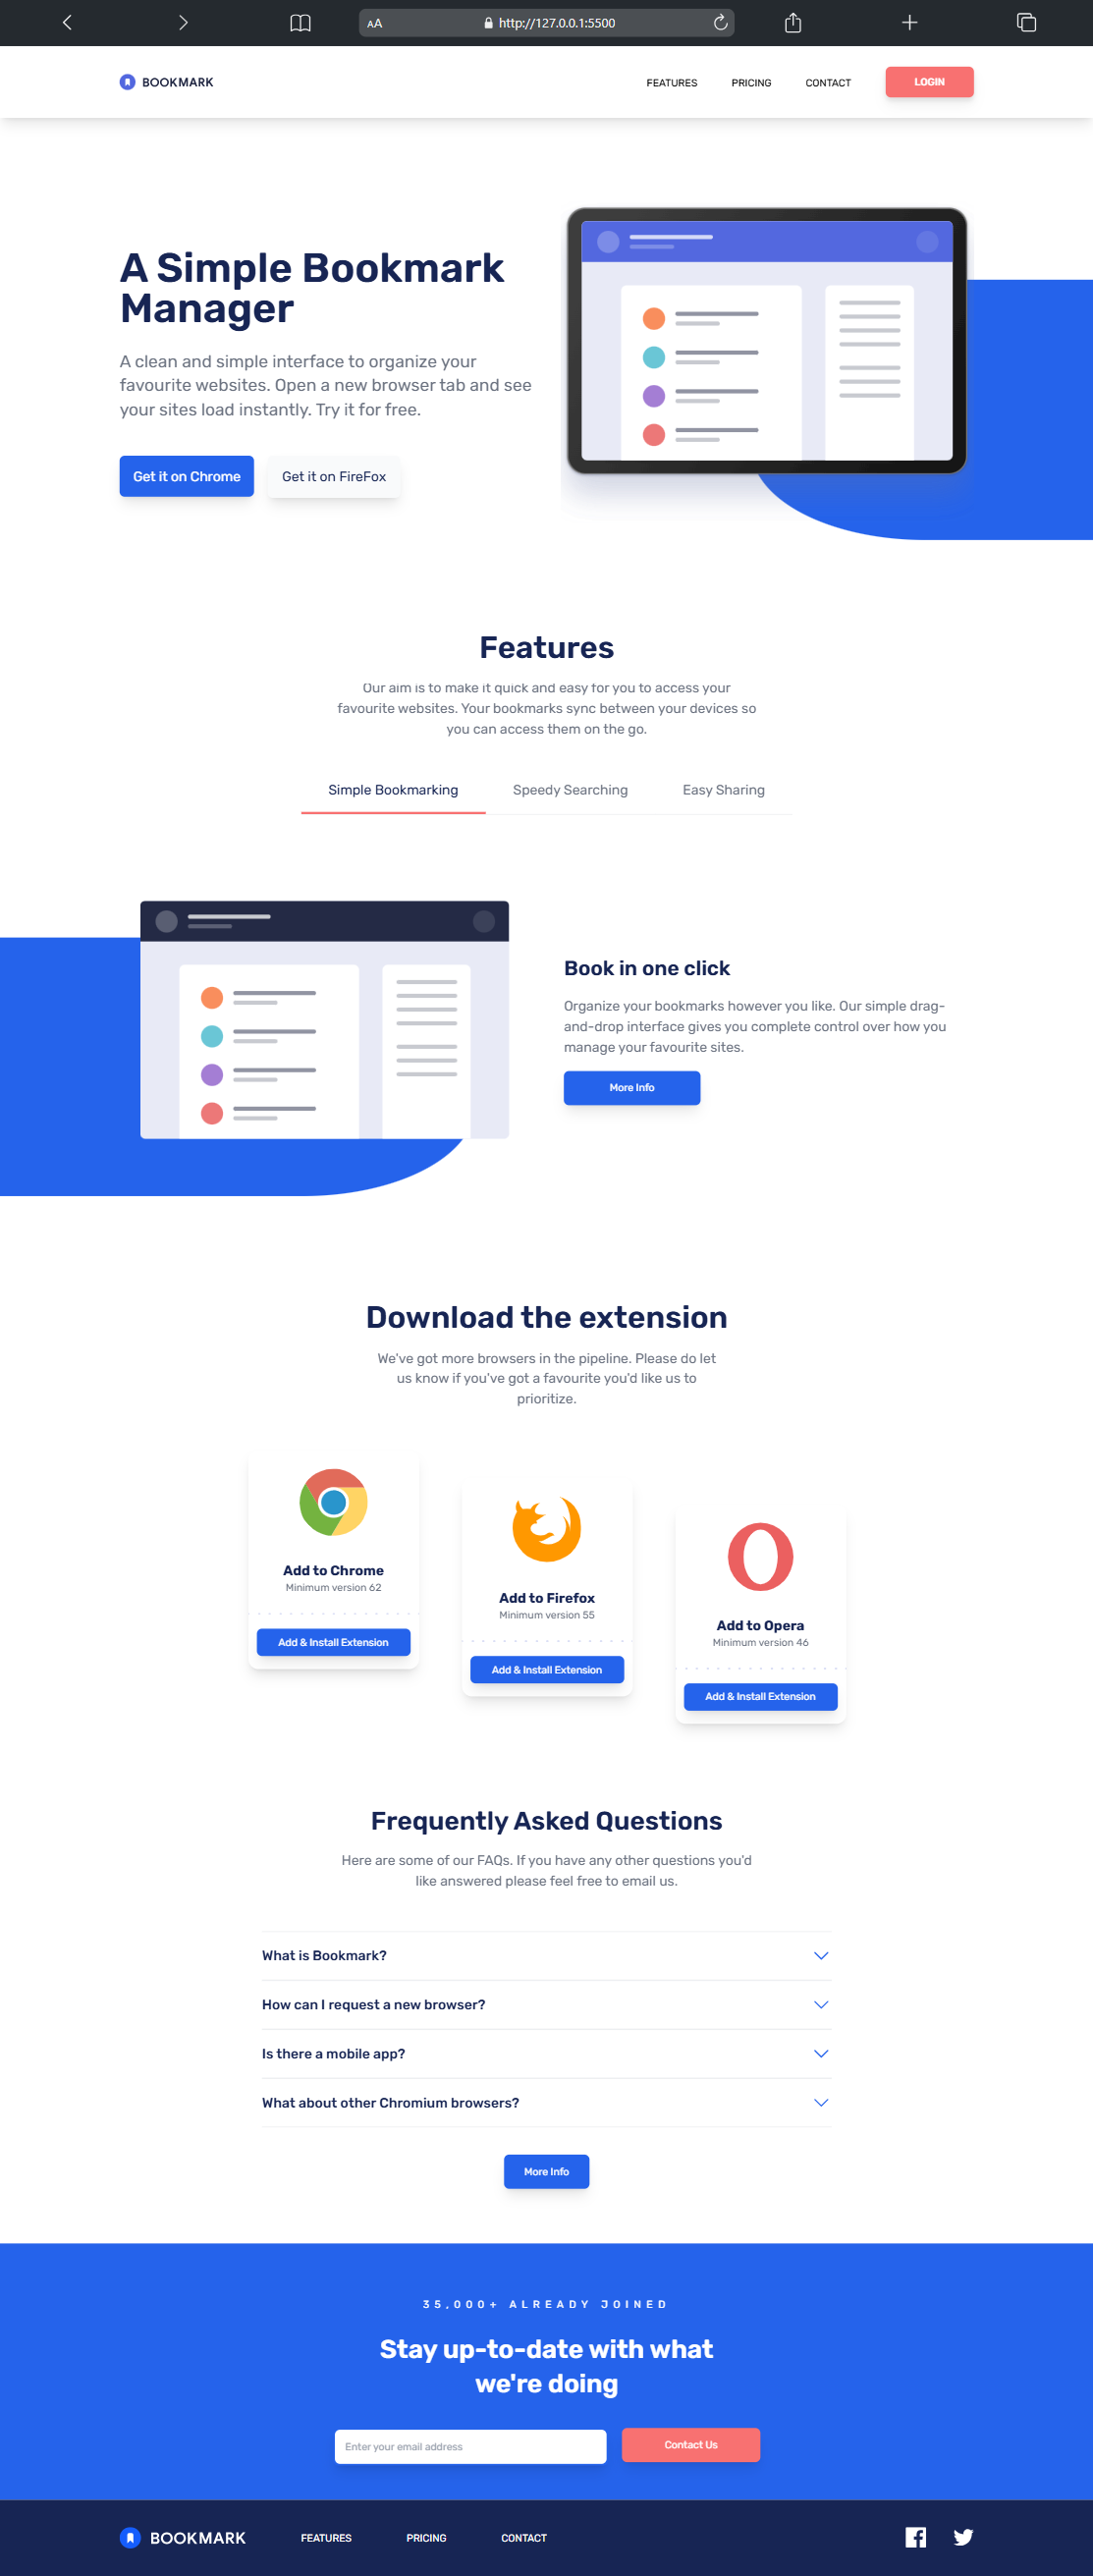 AA
http://127.0.0.1:5500
BOOKMARK
FEATURES
PRICING
CONTACT
LOGIN
A Simple Bookmark
Manager
A clean and simple interface to organize your
favourite websites. Open a new browser tab and see
your sites load instantly. Try it for free.
Get it on Chrome
Get it on FireFox
Features
Our aim is to make it quick and easy for you to access your
favourite websites. Your bookmarks sync between your devices so
you can access them on the go.
Simple Bookmarking
Speedy Searching
Easy Sharing
Book in one click
Organize your bookmarks however you like. Our simple drag-
and-drop interface gives you complete control over how you
manage your favourite sites.
More Info
Download the extension
We've got more browsers in the pipeline. Please do let
us know if you've got a favourite you'd like us to
prioritize.
Add to Chrome
Minimum version 62
Add & Install Extension
Add to Firefox
Minimum version 55
Add & Install Extension
Add to Opera
Minimum version 46
Add & Install Extension
Frequently Asked Questions
Here are some of our FAQs. If you have any other questions you'd
like answered please feel free to email us.
What is Bookmark?
How can I request a new browser?
Is there a mobile app?
What about other Chromium browsers?
More Info
35,000+ ALREADY JOINED
Stay up-to-date with what
we're doing
Enter your email address
Contact Us
BOOKMARK
FEATURES
PRICING
CONTACT